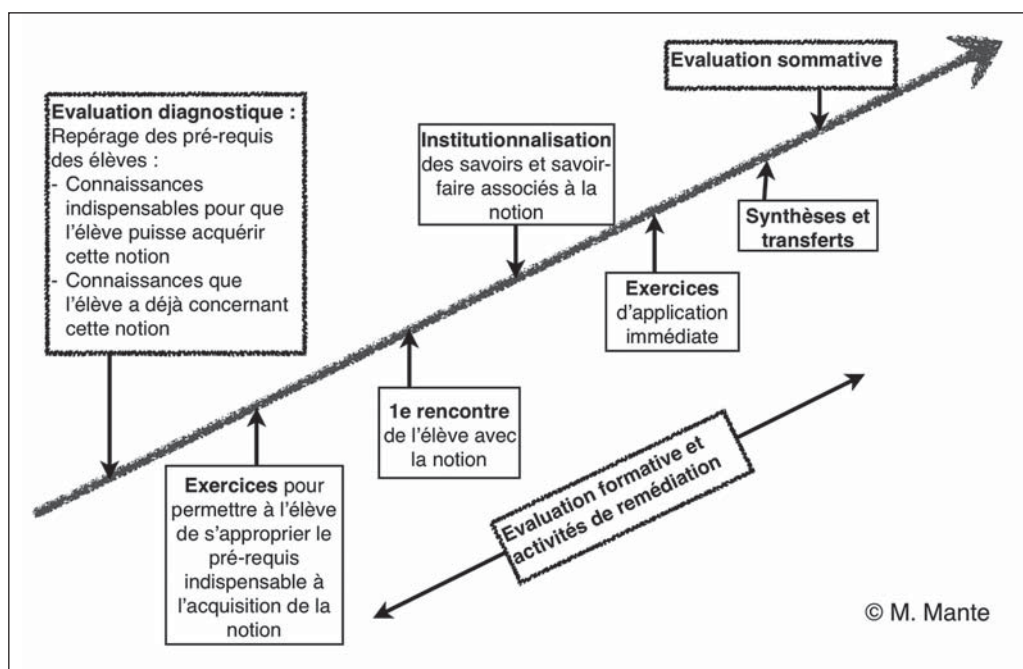 Evaluation diagnostique :
Repérage des pré-requis
des élèves :
- Connaissances
indispensables pour que
l'élève puisse acquérir
cette notion
- Connaissances que
l'élève a déjà concernant
cette notion
Exercices pour
permettre à l'élève
de s'approprier le
pré-requis
indispensable à
l'acquisition de la
notion
1e rencontre
de l'élève avec
la notion
Institutionnalisation
des savoirs et savoir-
faire associés à la
notion
Exercices
d'application
immédiate
Synthèses et
transferts
Evaluation sommative
Evaluation formative et
activités de remédiation
© M. Mante